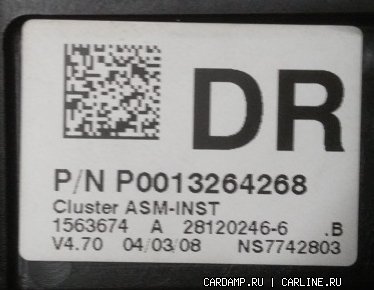 DR
P/N P0013264268
Cluster ASM-INST
1563674 A 28120246-6 .B
V4.70 04/03/08 NS7742803
CARDAMP.RU | CARLINE.RU